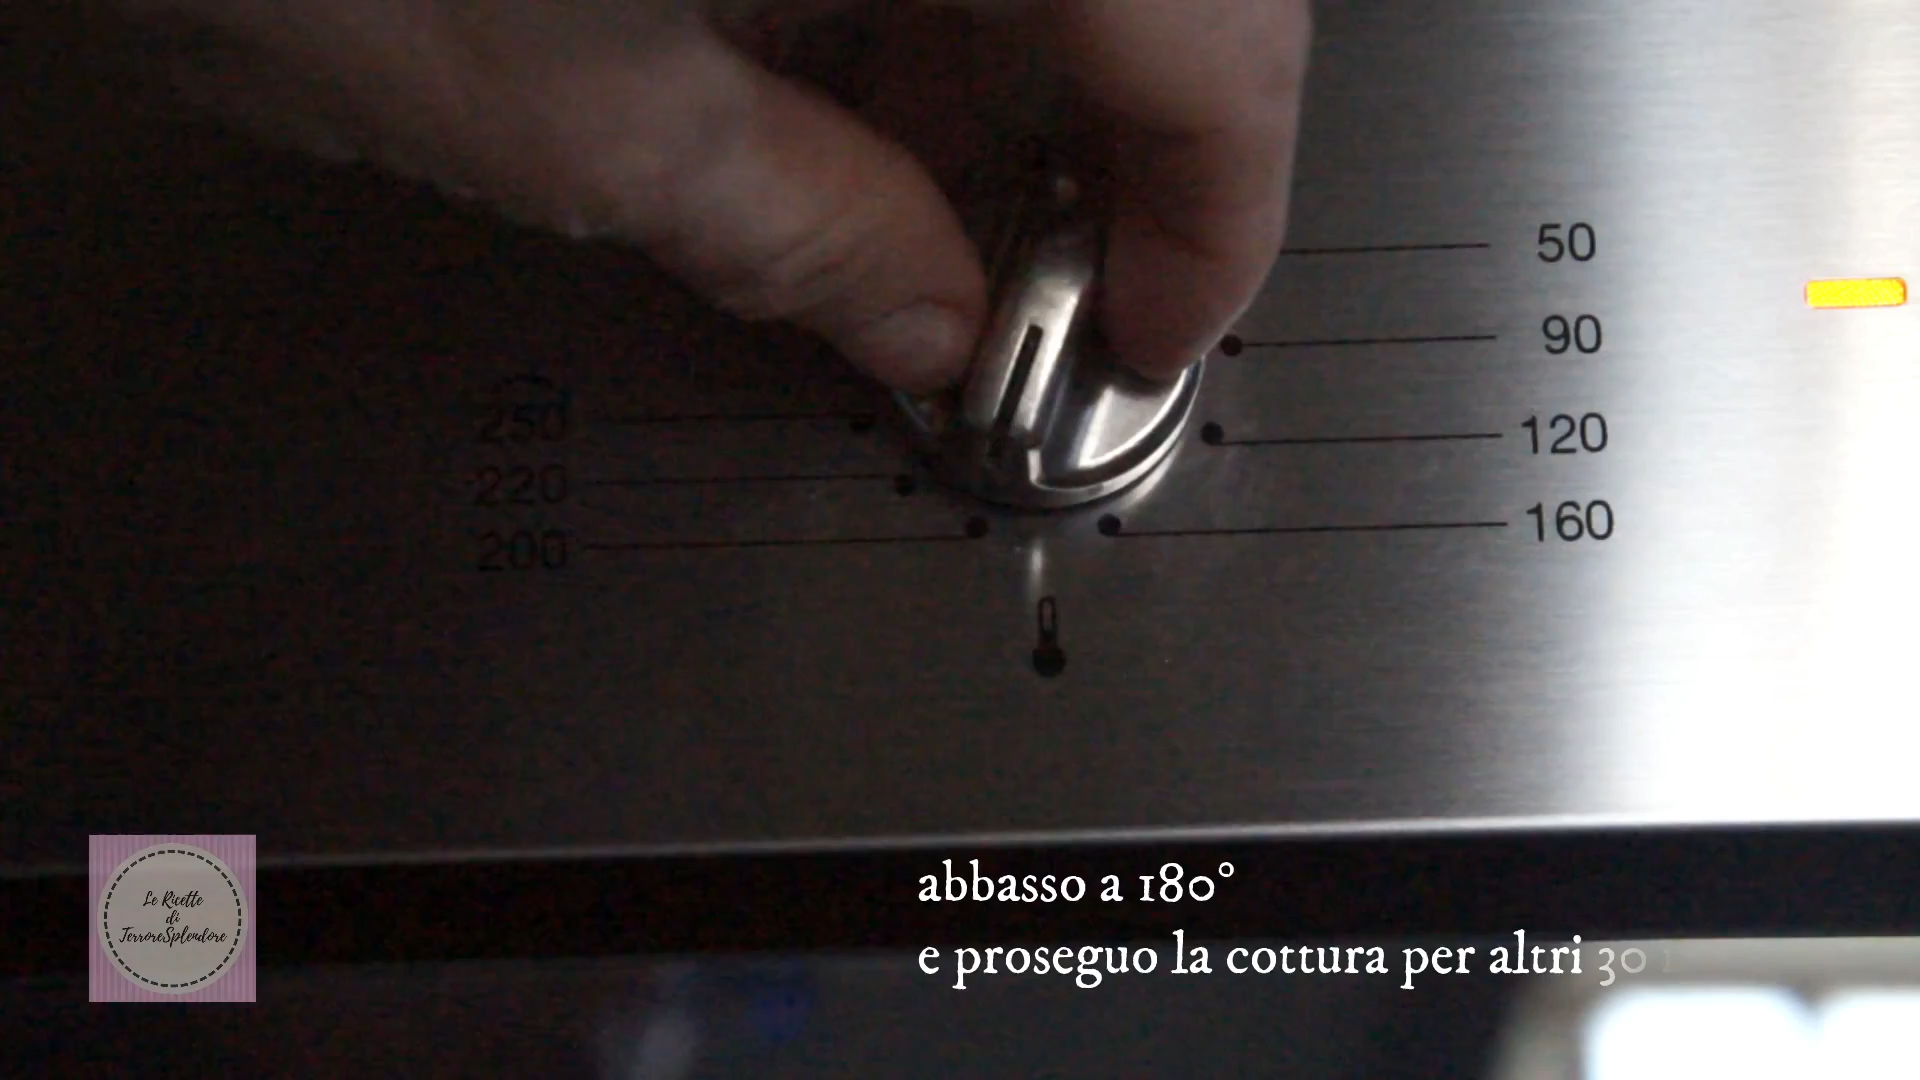 50
90
120
160
250
220
200
abbasso a 180°
e proseguo la cottura per altri 30
Le Ricette
di
TerroreSplendore